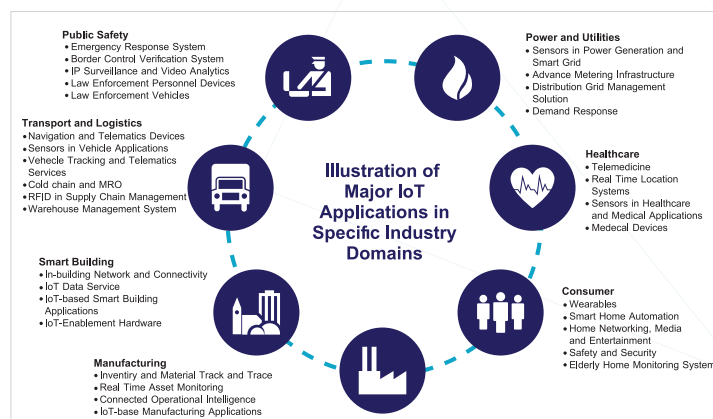 Public Safety
• Emergency Response System
• Border Control Verification System
• IP Surveillance and Video Analytics
• Law Enforcement Personnel Devices
• Law Enforcement Vehicles
Power and Utilities
• Sensors in Power Generation and
Smart Grid
• Advance Metering Infrastructure
• Distribution Grid Management
Solution
• Demand Response
Transport and Logistics
• Navigation and Telematics Devices
• Sensors in Vehicle Applications
• Vehecle Tracking and Telematics
Services
• Cold chain and MRO
• RFID in Supply Chain Management
• Warehouse Management System
Illustration of
Major IoT
Applications in
Specific Industry
Domains
Healthcare
• Telemedicine
• Real Time Location
Systems
• Sensors in Healthcare
and Medical Applications
• Medecal Devices
Smart Building
• In-building Network and Connectivity
• IoT Data Service
• IoT-based Smart Building
Applications
• IoT-Enablement Hardware
Consumer
• Wearables
• Smart Home Automation
• Home Networking, Media
and Entertainment
• Safety and Security
• Elderly Home Monitoring System
Manufacturing
• Inventiry and Material Track and Trace
• Real Time Asset Monitoring
• Connected Operational Intelligence
• IoT-base Manufacturing Applications